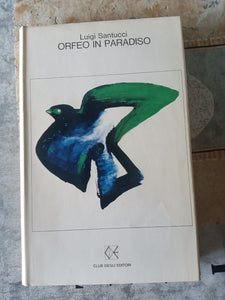 Luigi Santucci
ORFEO IN PARADISO
CLUB DEGLI EDITORI